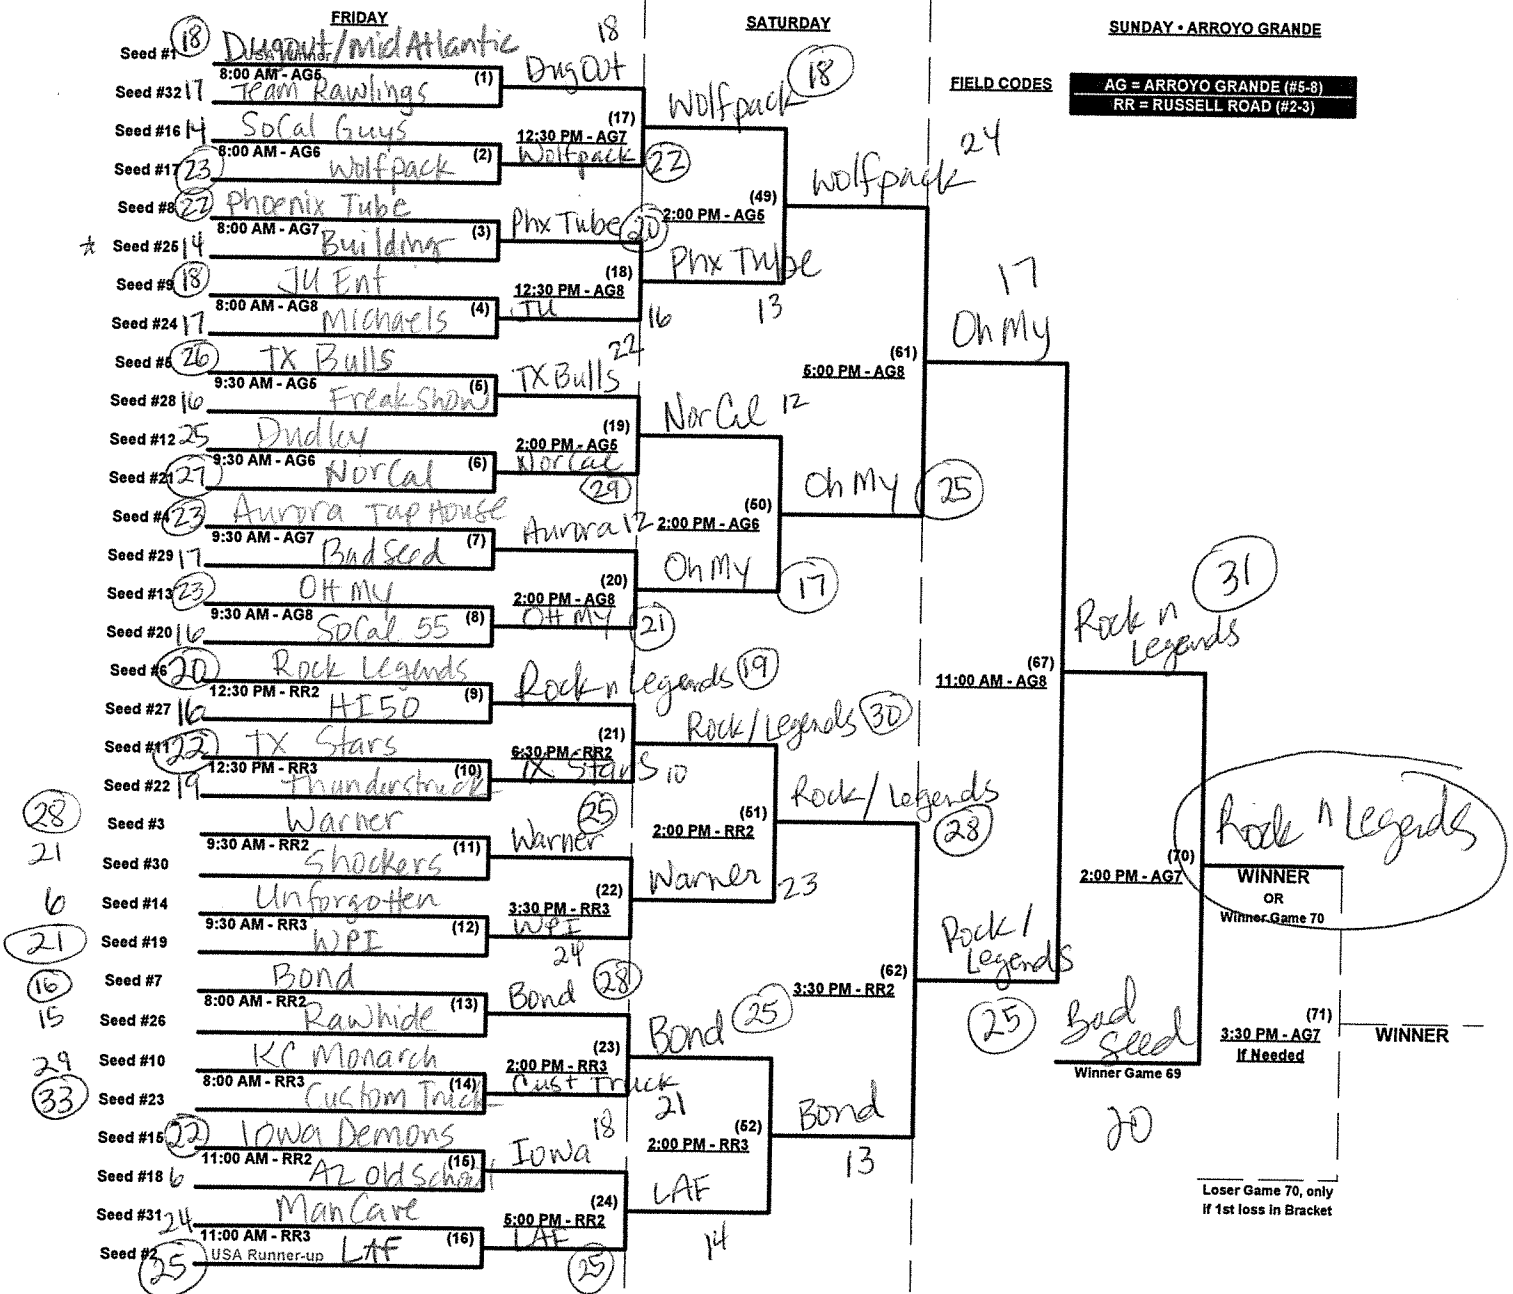 FRIDAY
SATURDAY
SUNDAY • ARROYO GRANDE
FIELD CODES
AG = ARROYO GRANDE (#5-8)
RR = RUSSELL ROAD (#2-3)
Seed #1 18 Dugout/mid Atlantic
8:00 AM - AG5 (1)
Seed #32 17 Team Rawlings
Seed #16 14 SoCal Guys
8:00 AM - AG6 (2)
Seed #17 23 Wolfpack
Seed #8 22 Phoenix Tube
8:00 AM - AG7 (3)
* Seed #25 14 Buildings
Seed #9 18 JU Ent
8:00 AM - AG8 (4)
Seed #24 17 Michaels
Seed #5 26 TX Bulls
9:30 AM - AG5 (5)
Seed #28 16 Freakshow
Seed #12 25 Dudley
9:30 AM - AG6 (6)
Seed #21 27 NorCal
Seed #4 23 Aurora Tap House
9:30 AM - AG7 (7)
Seed #29 17 Bad Seed
Seed #13 23 OH My
9:30 AM - AG8 (8)
Seed #20 16 SoCal 55
Seed #6 20 Rock Legends
12:30 PM - RR2 (9)
Seed #27 16 HI50
Seed #11 22 TX Stars
12:30 PM - RR3 (10)
Seed #22 19 Thunderstruck
28 Seed #3 Warner
9:30 AM - RR2 (11)
21 Seed #30 Shockers
6 Seed #14 Unforgotten
9:30 AM - RR3 (12)
21 Seed #19 WPI
16 Seed #7 Bond
8:00 AM - RR2 (13)
15 Seed #26 Rawhide
29 Seed #10 KC Monarch
8:00 AM - RR3 (14)
33 Seed #23 Custom Truck
Seed #15 22 Iowa Demons
11:00 AM - RR2 (15)
Seed #18 6 AZ Old School
Seed #31 24 Man Cave
11:00 AM - RR3 (16)
Seed #2 25 USA Runner-up LAF
18
DugOut
(17)
12:30 PM - AG7
Wolfpack 22
Phx Tube 20
(18)
12:30 PM - AG8
JU 16
22
TX Bulls
(19)
2:00 PM - AG5
NorCal
29
Aurora 12
(20)
2:00 PM - AG8
OH My 21
Rock n Legends 19
(21)
6:30 PM - RR2
TX Stars 10
25
Warner
(22)
3:30 PM - RR3
WPI
24
Bond 28
(23)
2:00 PM - RR3
Cust Truck
21
18
Iowa
(24)
5:00 PM - RR2
LAF
25
Wolfpack 18
(49)
2:00 PM - AG5
Phx Tube
13
NorCal 12
(50)
2:00 PM - AG6
Oh My 17
Rock/Legends 30
(51)
2:00 PM - RR2
Warner 23
Bond 25
(52)
2:00 PM - RR3
LAF
14
24
Wolfpack
(61)
5:00 PM - AG8
Oh My 25
Rock/Legends
28
(62)
3:30 PM - RR2
Bond
13
17
Oh My
(67)
11:00 AM - AG8
Rock/
Legends
25
31
Rock n
Legends
(70)
2:00 PM - AG7
Bad
Seed
Winner Game 69
20
Rock n Legends
WINNER
OR
Winner Game 70
(71)
3:30 PM - AG7
If Needed
WINNER
Loser Game 70, only
if 1st loss in Bracket